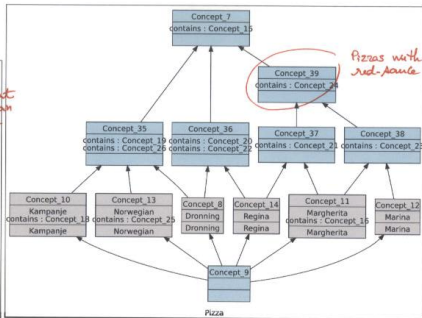 Concept_7
contains : Concept_15
Pizzas with
red-sauce
Concept_39
contains : Concept_24
Concept_35
contains : Concept_19
contains : Concept_26
Concept_36
contains : Concept_20
contains : Concept_22
Concept_37
contains : Concept_21
Concept_38
contains : Concept_23
Concept_10
Kampanje
contains : Concept_18
Kampanje
Concept_13
Norwegian
contains : Concept_25
Norwegian
Concept_8
Dronning
Dronning
Concept_14
Regina
Regina
Concept_11
Margherita
contains : Concept_16
Margherita
Concept_12
Marina
Marina
Concept_9
Pizza